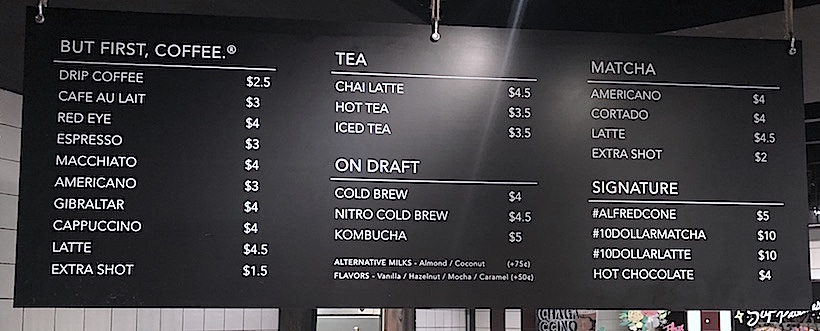 BUT FIRST, COFFEE.®
DRIP COFFEE $2.5
CAFE AU LAIT $3
RED EYE $4
ESPRESSO $3
MACCHIATO $4
AMERICANO $3
GIBRALTAR $4
CAPPUCCINO $4
LATTE $4.5
EXTRA SHOT $1.5
TEA
CHAI LATTE $4.5
HOT TEA $3.5
ICED TEA $3.5
ON DRAFT
COLD BREW $4
NITRO COLD BREW $4.5
KOMBUCHA $5
ALTERNATIVE MILKS - Almond / Coconut (+75¢)
FLAVORS - Vanilla / Hazelnut / Mocha / Caramel (+50¢)
MATCHA
AMERICANO $4
CORTADO $4
LATTE $4.5
EXTRA SHOT $2
SIGNATURE
#ALFREDCONE $5
#10DOLLARMATCHA $10
#10DOLLARLATTE $10
HOT CHOCOLATE $4